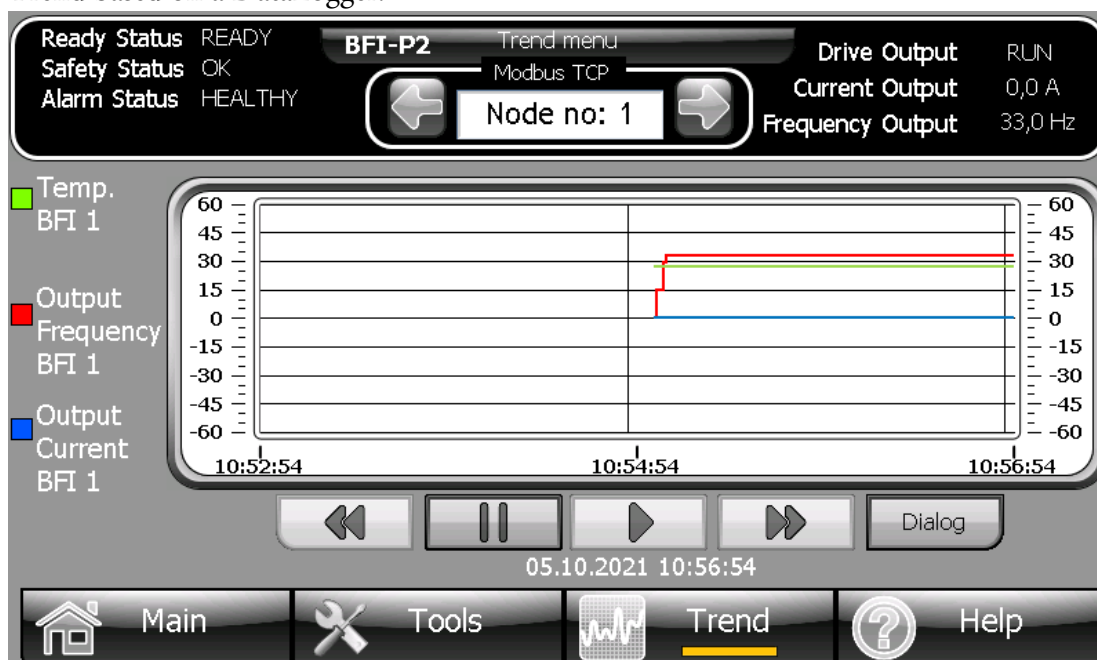 Ready Status READY
Safety Status OK
Alarm Status HEALTHY
BFI-P2 Trend menu
Modbus TCP
Node no: 1
Drive Output RUN
Current Output 0,0 A
Frequency Output 33,0 Hz
Temp.
BFI 1
Output
Frequency
BFI 1
Output
Current
BFI 1
60
45
30
15
0
-15
-30
-45
-60
60
45
30
15
0
-15
-30
-45
-60
10:52:54 10:54:54 10:56:54
Dialog
05.10.2021 10:56:54
Main Tools Trend Help